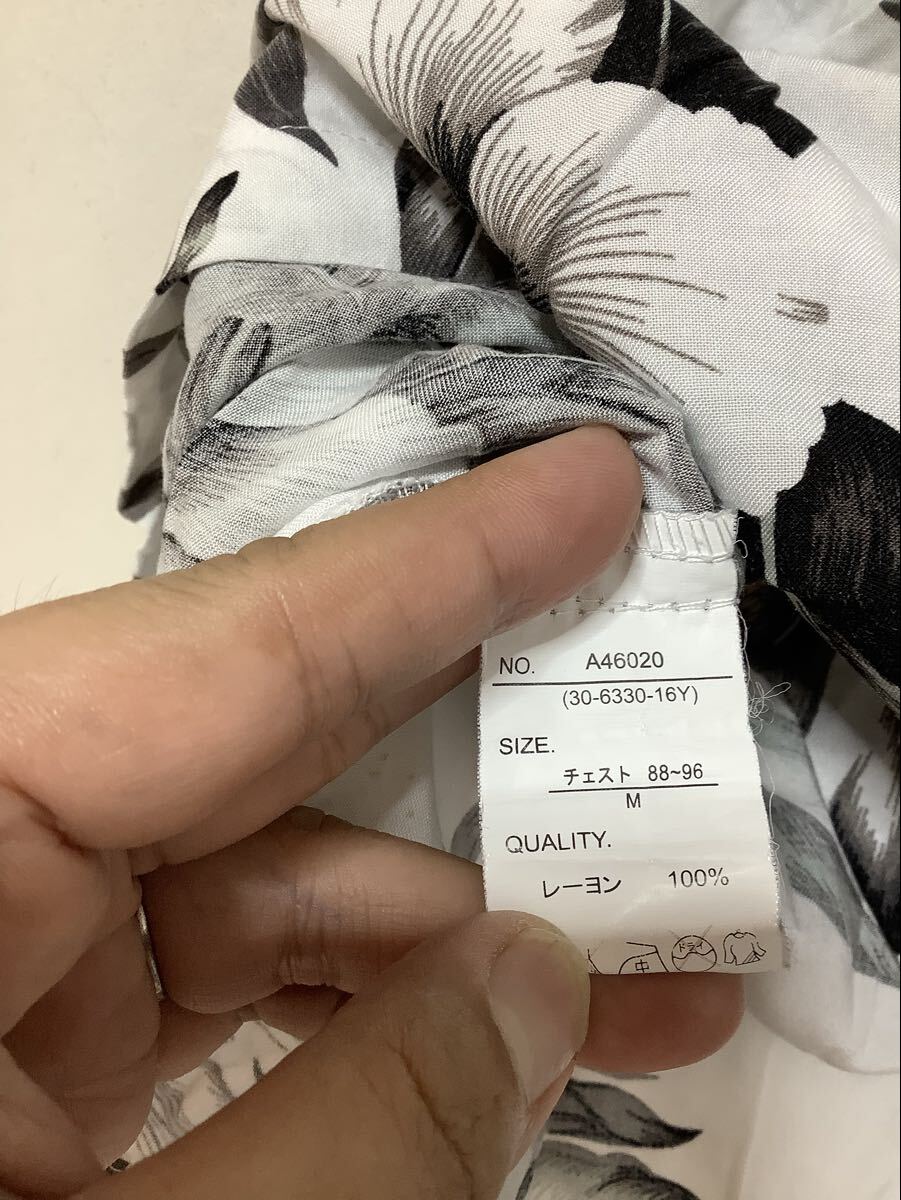 NO. A46020
(30-6330-16Y)
SIZE.
チェスト 88~96
M
QUALITY.
レーヨン 100%
中 ドライ